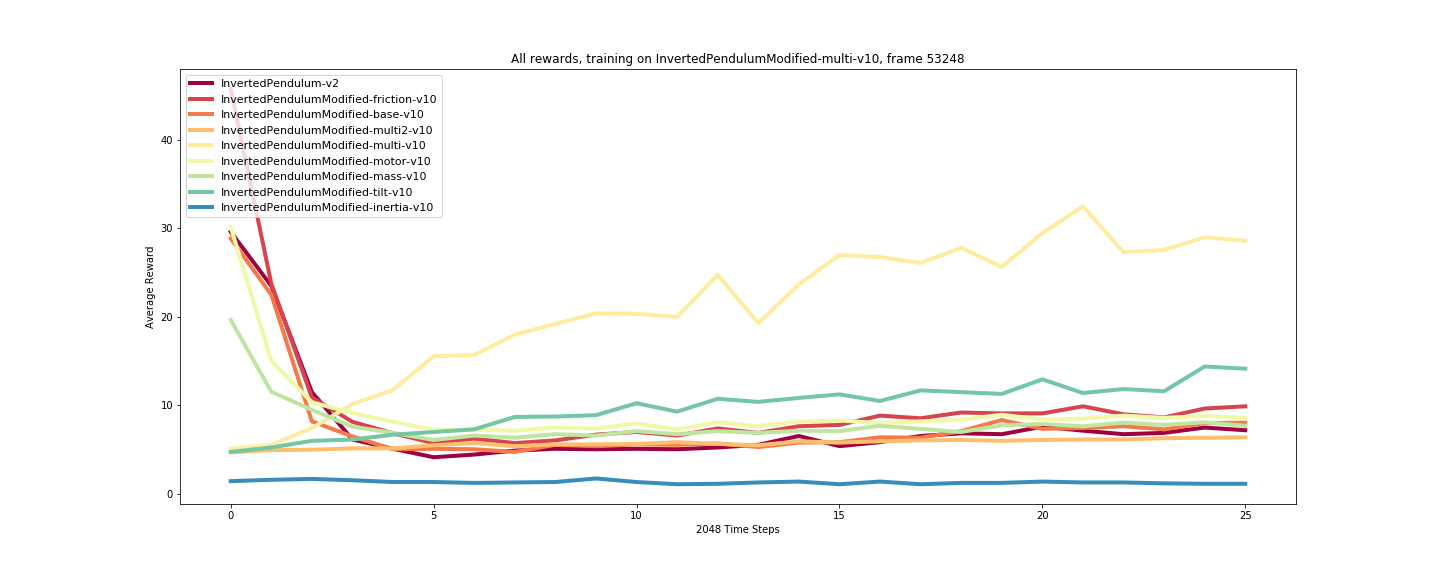 All rewards, training on InvertedPendulumModified-multi-v10, frame 53248
InvertedPendulum-v2
InvertedPendulumModified-friction-v10
InvertedPendulumModified-base-v10
InvertedPendulumModified-multi2-v10
InvertedPendulumModified-multi-v10
InvertedPendulumModified-motor-v10
InvertedPendulumModified-mass-v10
InvertedPendulumModified-tilt-v10
InvertedPendulumModified-inertia-v10
Average Reward
40
30
20
10
0
0 5 10 15 20 25
2048 Time Steps